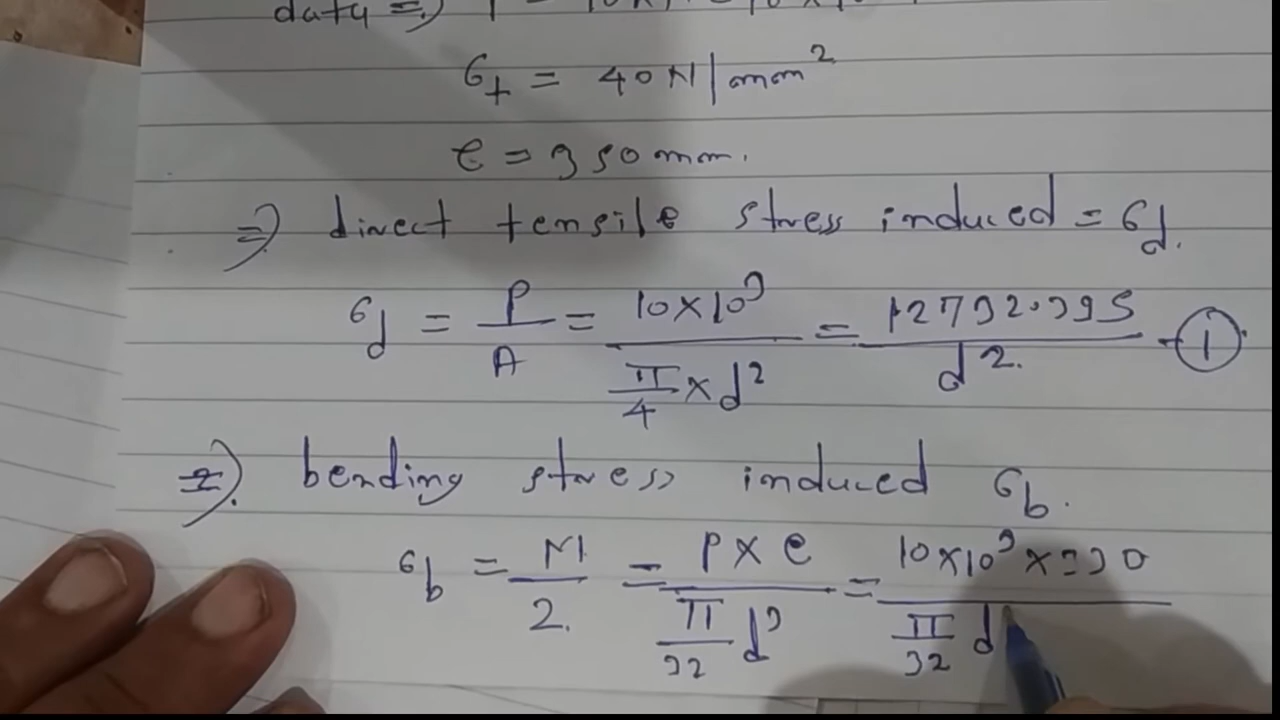 data ⇒)
σt = 40 N/mm²
e = 350 mm.
⇒) direct tensile stress induced = σd.
σd = P/A = 10×10³/(π/4 × d²) = 12732.395/d². - ①
⇒). bending stress induced σb.
σb = M/Z. = P×e/(π/32 d³) = 10×10³×350/(π/32 d